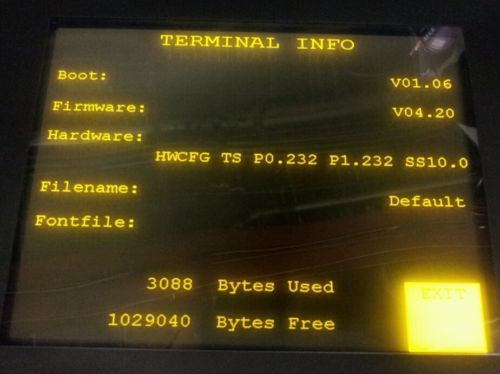 TERMINAL INFO
Boot: V01.06
Firmware: V04.20
Hardware:
HWCFG TS P0.232 P1.232 SS10.0
Filename: Default
Fontfile:
3088 Bytes Used
1029040 Bytes Free
EXIT